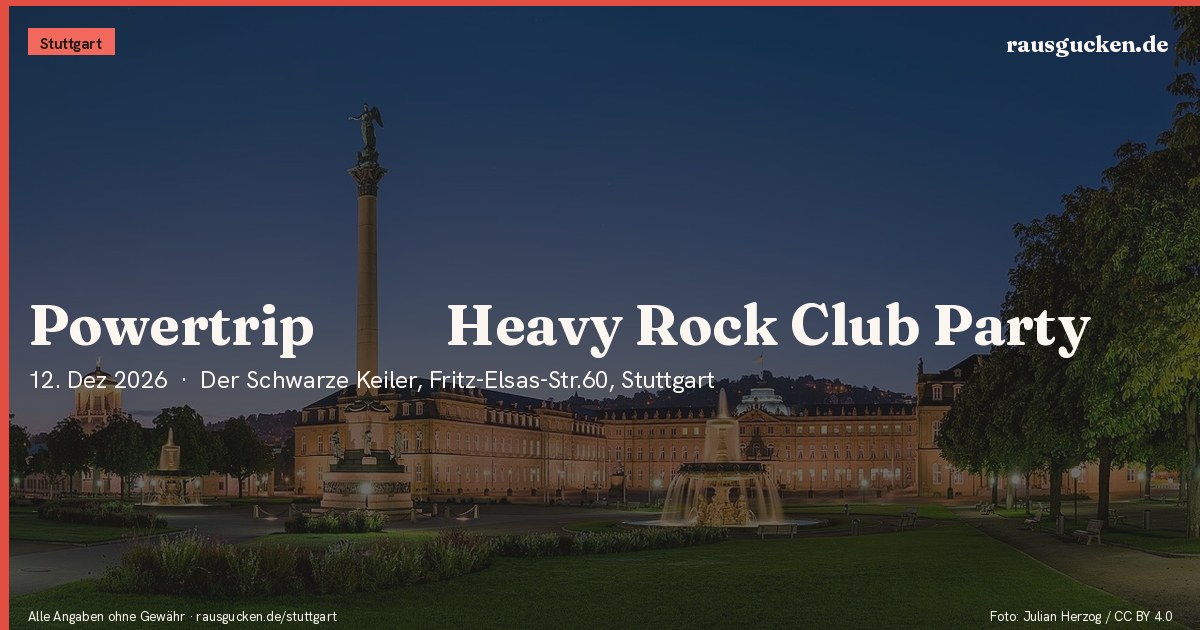 Stuttgart
rausgucken.de
Powertrip Heavy Rock Club Party
12. Dez 2026 · Der Schwarze Keiler, Fritz-Elsas-Str.60, Stuttgart
Alle Angaben ohne Gewähr · rausgucken.de/stuttgart
Foto: Julian Herzog / CC BY 4.0